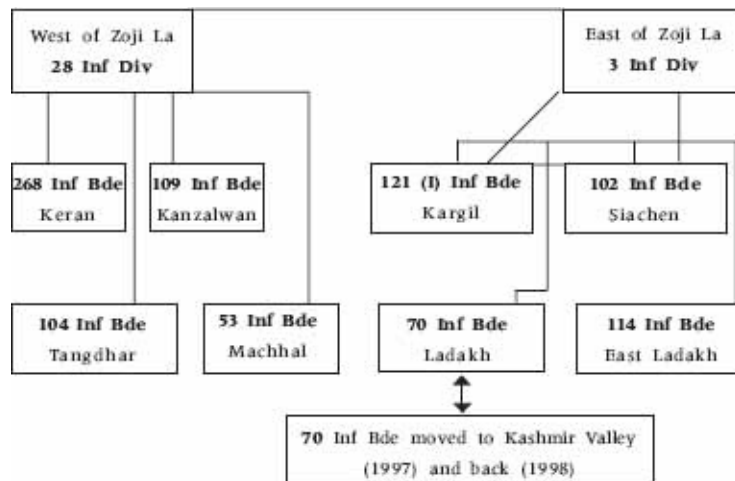 West of Zoji La
28 Inf Div
East of Zoji La
3 Inf Div
268 Inf Bde
Keran
109 Inf Bde
Kanzalwan
121 (I) Inf Bde
Kargil
102 Inf Bde
Siachen
104 Inf Bde
Tangdhar
53 Inf Bde
Machhal
70 Inf Bde
Ladakh
114 Inf Bde
East Ladakh
70 Inf Bde moved to Kashmir Valley
(1997) and back (1998)